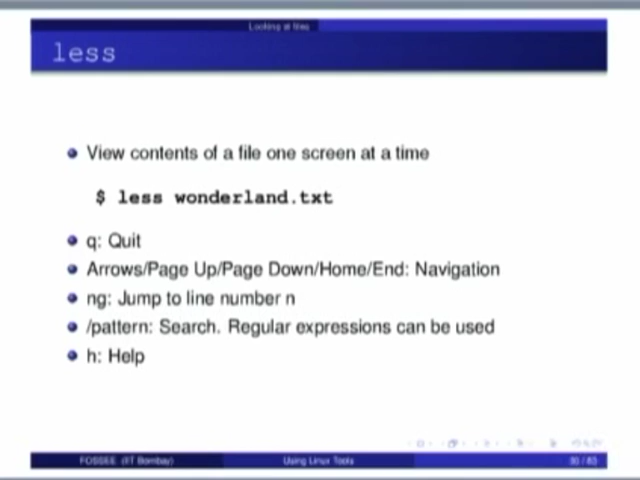 Looking at files
less
View contents of a file one screen at a time
$ less wonderland.txt
q: Quit
Arrows/Page Up/Page Down/Home/End: Navigation
ng: Jump to line number n
/pattern: Search. Regular expressions can be used
h: Help
FOSSEE (IIT Bombay) Using Linux Tools